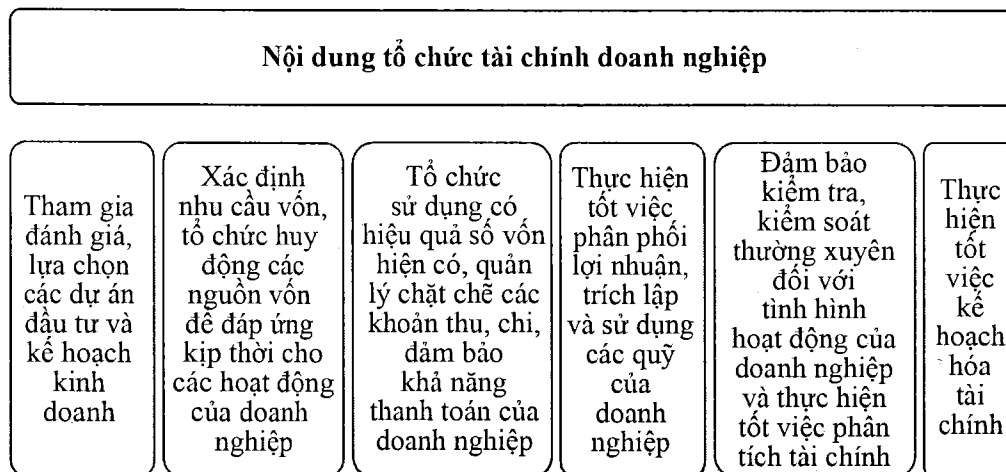 Nội dung tổ chức tài chính doanh nghiệp
Tham gia
đánh giá,
lựa chọn
các dự án
đầu tư và
kế hoạch
kinh
doanh
Xác định
nhu cầu vốn,
tổ chức huy
động các
nguồn vốn
để đáp ứng
kịp thời cho
các hoạt động
của doanh
nghiệp
Tổ chức
sử dụng có
hiệu quả số vốn
hiện có, quản
lý chặt chẽ các
khoản thu, chi,
đảm bảo
khả năng
thanh toán của
doanh nghiệp
Thực hiện
tốt việc
phân phối
lợi nhuận,
trích lập
và sử dụng
các quỹ
của
doanh
nghiệp
Đảm bảo
kiểm tra,
kiểm soát
thường xuyên
đối với
tình hình
hoạt động của
doanh nghiệp
và thực hiện
tốt việc phân
tích tài chính
Thực
hiện
tốt
việc
kế
hoạch
hóa
tài
chính